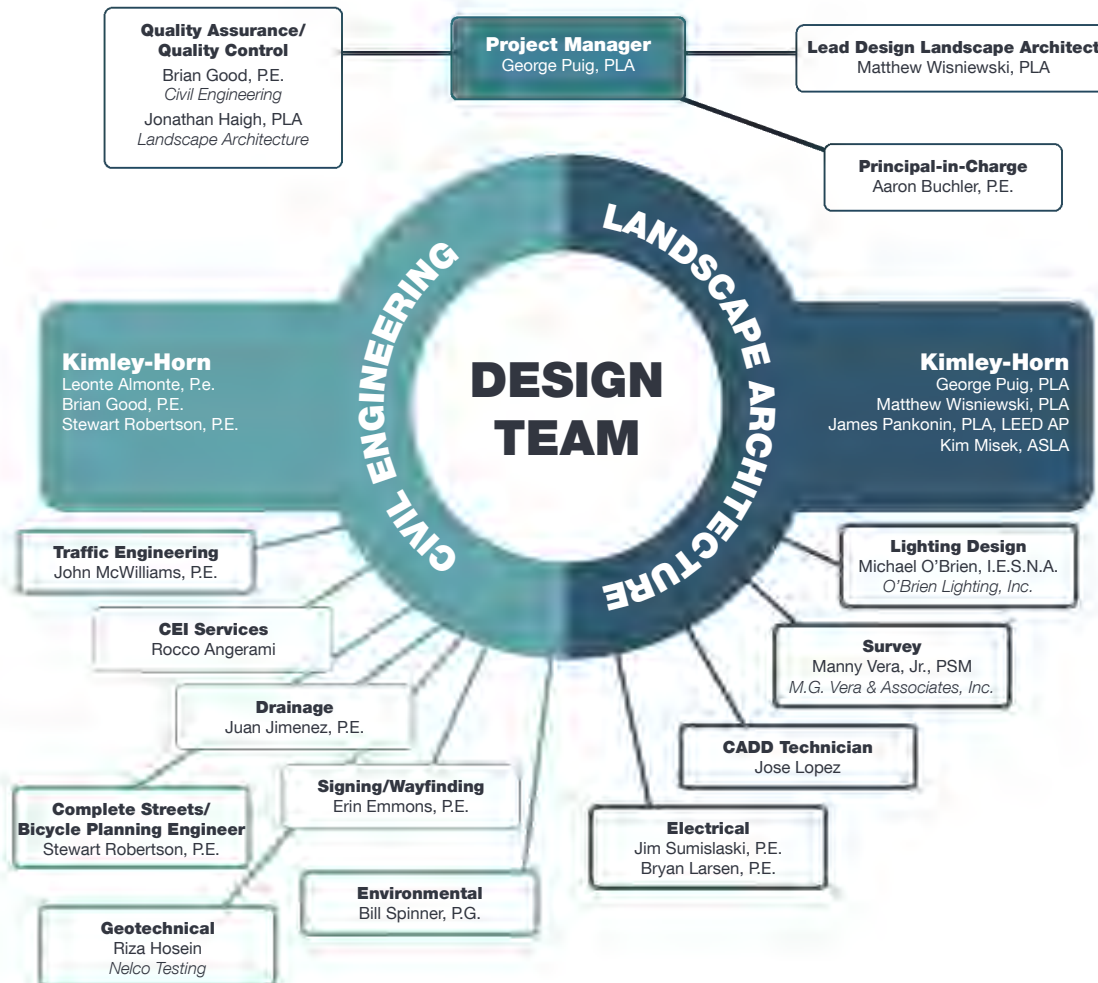 Quality Assurance/
Quality Control
Brian Good, P.E.
Civil Engineering
Jonathan Haigh, PLA
Landscape Architecture
Project Manager
George Puig, PLA
Lead Design Landscape Architect
Matthew Wisniewski, PLA
Principal-in-Charge
Aaron Buchler, P.E.
CIVIL ENGINEERING
LANDSCAPE ARCHITECTURE
DESIGN
TEAM
Kimley-Horn
Leonte Almonte, P.e.
Brian Good, P.E.
Stewart Robertson, P.E.
Kimley-Horn
George Puig, PLA
Matthew Wisniewski, PLA
James Pankonin, PLA, LEED AP
Kim Misek, ASLA
Traffic Engineering
John McWilliams, P.E.
CEI Services
Rocco Angerami
Drainage
Juan Jimenez, P.E.
Complete Streets/
Bicycle Planning Engineer
Stewart Robertson, P.E.
Signing/Wayfinding
Erin Emmons, P.E.
Geotechnical
Riza Hosein
Nelco Testing
Environmental
Bill Spinner, P.G.
Lighting Design
Michael O'Brien, I.E.S.N.A.
O'Brien Lighting, Inc.
Survey
Manny Vera, Jr., PSM
M.G. Vera & Associates, Inc.
CADD Technician
Jose Lopez
Electrical
Jim Sumislaski, P.E.
Bryan Larsen, P.E.